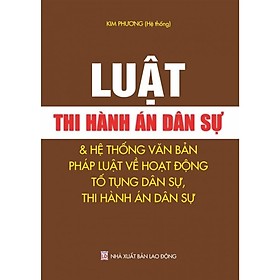 KIM PHƯỢNG (Hệ thống)
LUẬT
THI HÀNH ÁN DÂN SỰ
& HỆ THỐNG VĂN BẢN
PHÁP LUẬT VỀ HOẠT ĐỘNG
TỐ TỤNG DÂN SỰ,
THI HÀNH ÁN DÂN SỰ
NHÀ XUẤT BẢN LAO ĐỘNG